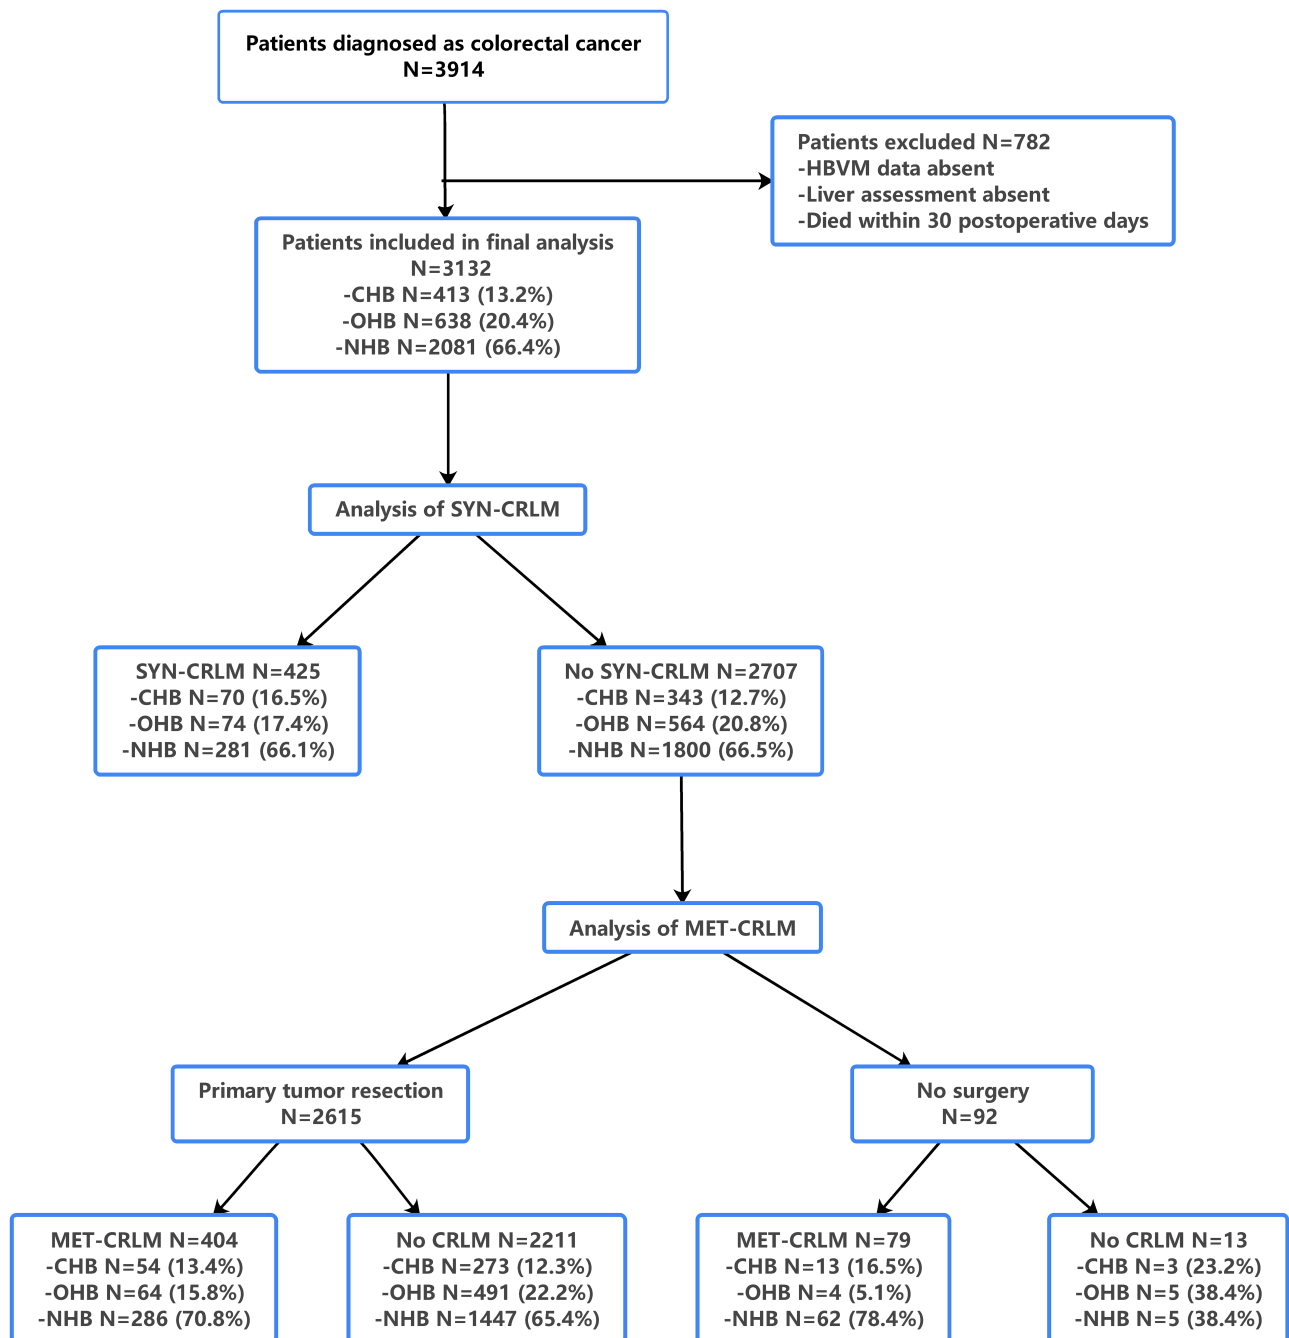 Patients diagnosed as colorectal cancer
N=3914
Patients excluded N=782
-HBVM data absent
-Liver assessment absent
-Died within 30 postoperative days
Patients included in final analysis
N=3132
-CHB N=413 (13.2%)
-OHB N=638 (20.4%)
-NHB N=2081 (66.4%)
Analysis of SYN-CRLM
SYN-CRLM N=425
-CHB N=70 (16.5%)
-OHB N=74 (17.4%)
-NHB N=281 (66.1%)
No SYN-CRLM N=2707
-CHB N=343 (12.7%)
-OHB N=564 (20.8%)
-NHB N=1800 (66.5%)
Analysis of MET-CRLM
Primary tumor resection
N=2615
No surgery
N=92
MET-CRLM N=404
-CHB N=54 (13.4%)
-OHB N=64 (15.8%)
-NHB N=286 (70.8%)
No CRLM N=2211
-CHB N=273 (12.3%)
-OHB N=491 (22.2%)
-NHB N=1447 (65.4%)
MET-CRLM N=79
-CHB N=13 (16.5%)
-OHB N=4 (5.1%)
-NHB N=62 (78.4%)
No CRLM N=13
-CHB N=3 (23.2%)
-OHB N=5 (38.4%)
-NHB N=5 (38.4%)